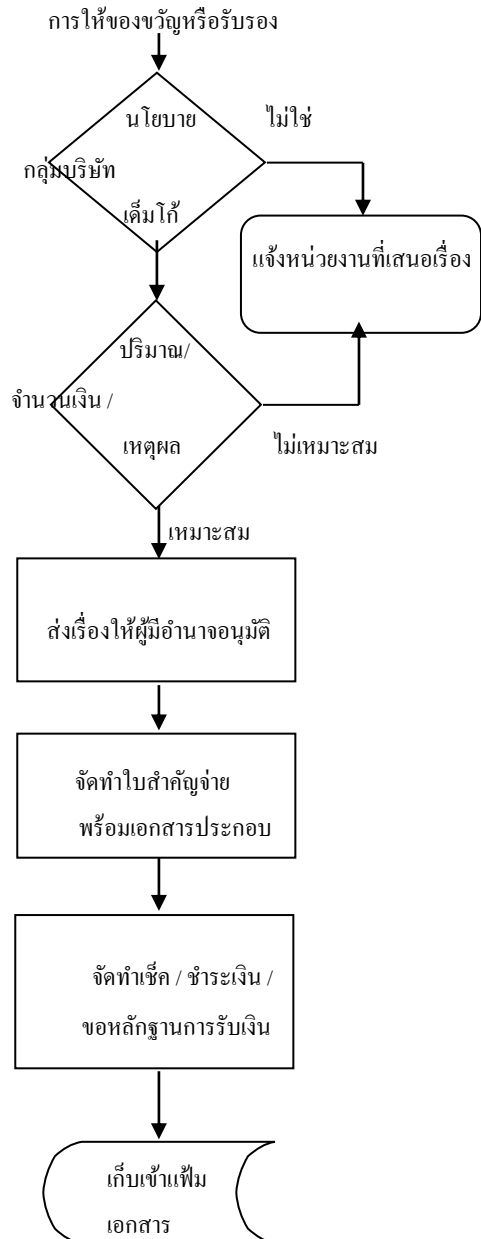 การให้ของขวัญหรือรับรอง
นโยบาย
ไม่ใช่
กลุ่มบริษัท
เด็มโก้
แจ้งหน่วยงานที่เสนอเรื่อง
ปริมาณ/
จำนวนเงิน /
เหตุผล
ไม่เหมาะสม
เหมาะสม
ส่งเรื่องให้ผู้มีอำนาจอนุมัติ
จัดทำใบสำคัญจ่าย
พร้อมเอกสารประกอบ
จัดทำเช็ค / ชำระเงิน /
ขอหลักฐานการรับเงิน
เก็บเข้าแฟ้ม
เอกสาร